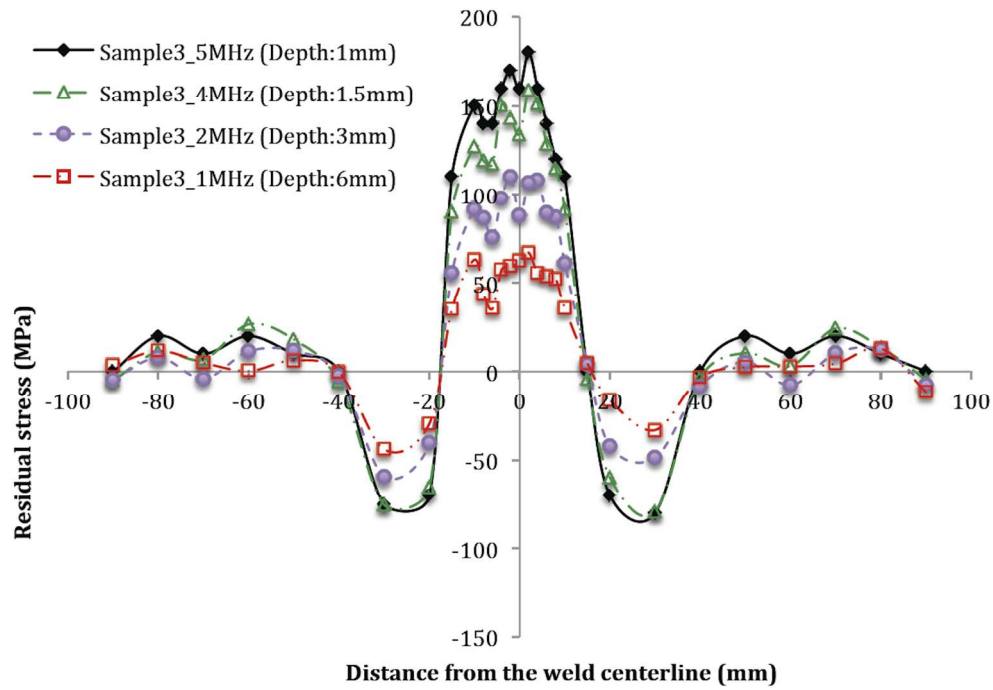 200
Sample3_5MHz (Depth:1mm)
Sample3_4MHz (Depth:1.5mm)
Sample3_2MHz (Depth:3mm)
Sample3_1MHz (Depth:6mm)
150
100
50
0
-100 -80 -60 -40 -20 0 20 40 60 80 100
-50
-100
-150
Residual stress (MPa)
Distance from the weld centerline (mm)